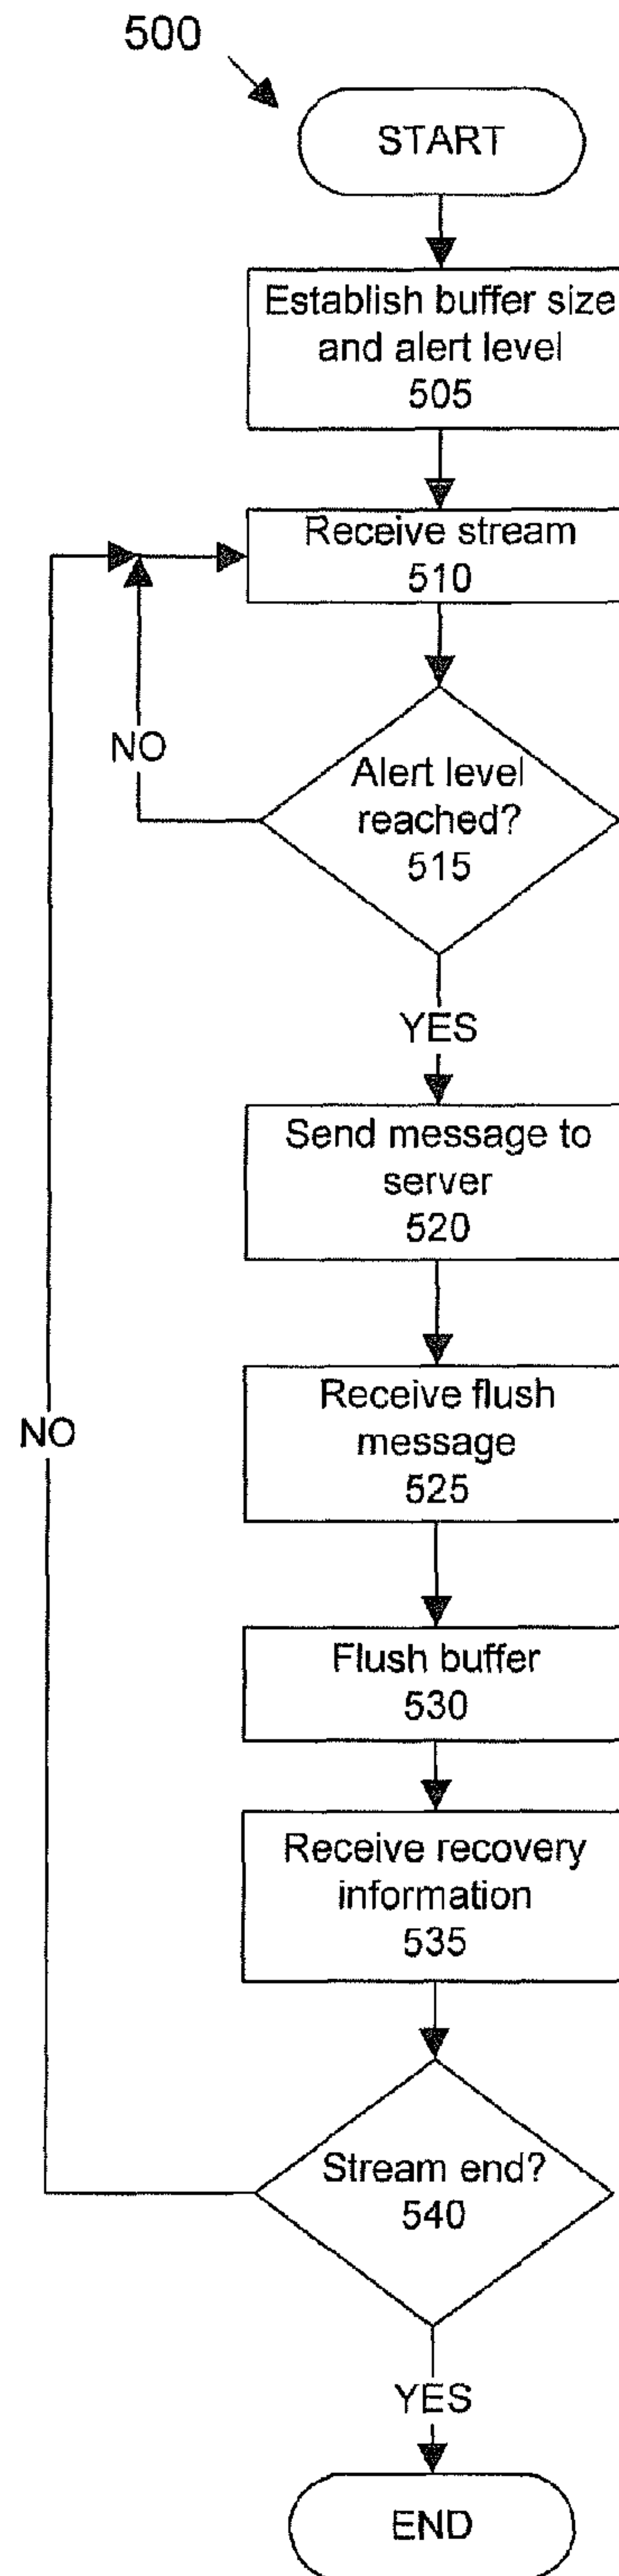 500
START
Establish buffer size
and alert level
505
Receive stream
510
NO
Alert level
reached?
515
YES
Send message to
server
520
Receive flush
message
525
NO
Flush buffer
530
Receive recovery
information
535
Stream end?
540
YES
END